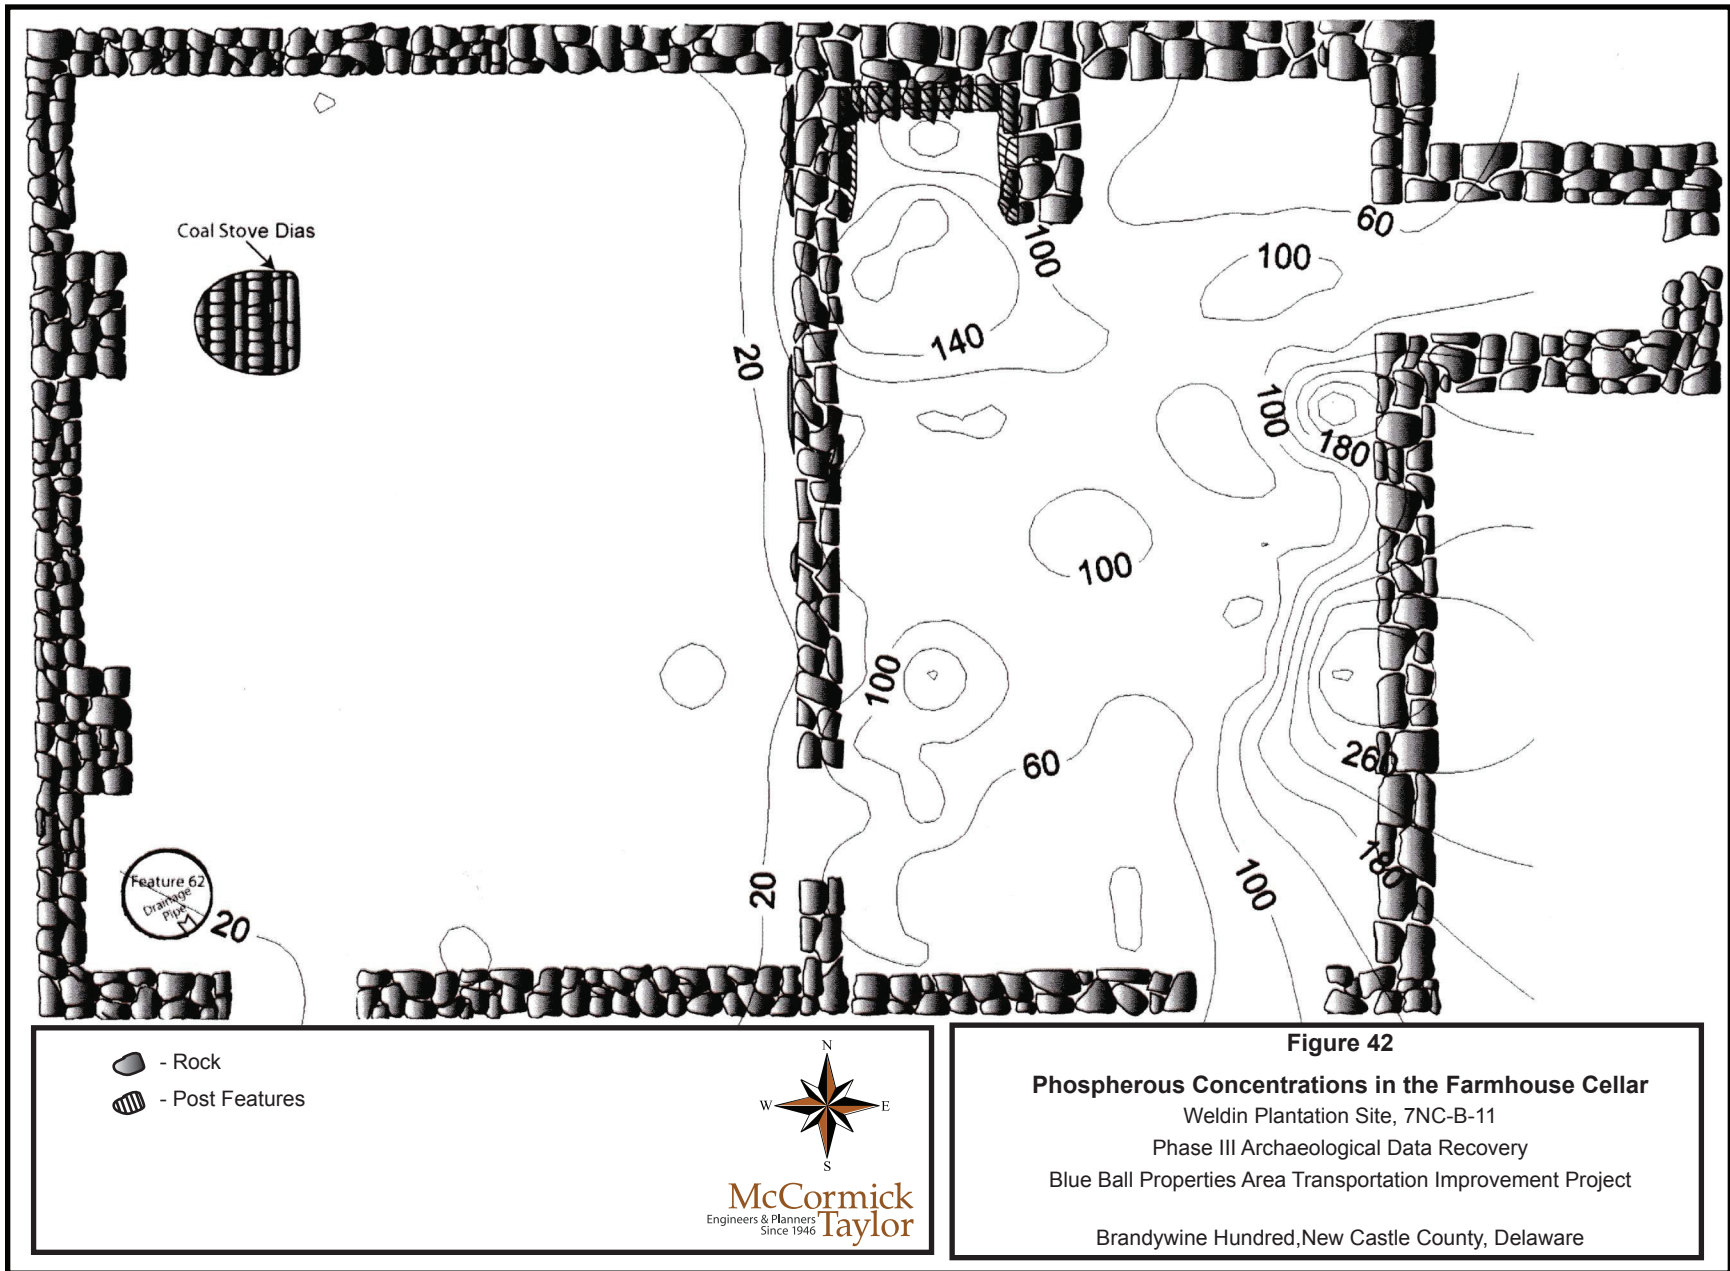 60
100
100
Coal Stove Dias
140
20
100
180
100
100
60
260
180
20
100
Feature 62
Drainage
Pipe
20
- Rock
- Post Features
N
W
E
S
McCormick
Taylor
Engineers & Planners
Since 1946
Figure 42
Phospherous Concentrations in the Farmhouse Cellar
Weldin Plantation Site, 7NC-B-11
Phase III Archaeological Data Recovery
Blue Ball Properties Area Transportation Improvement Project
Brandywine Hundred,New Castle County, Delaware